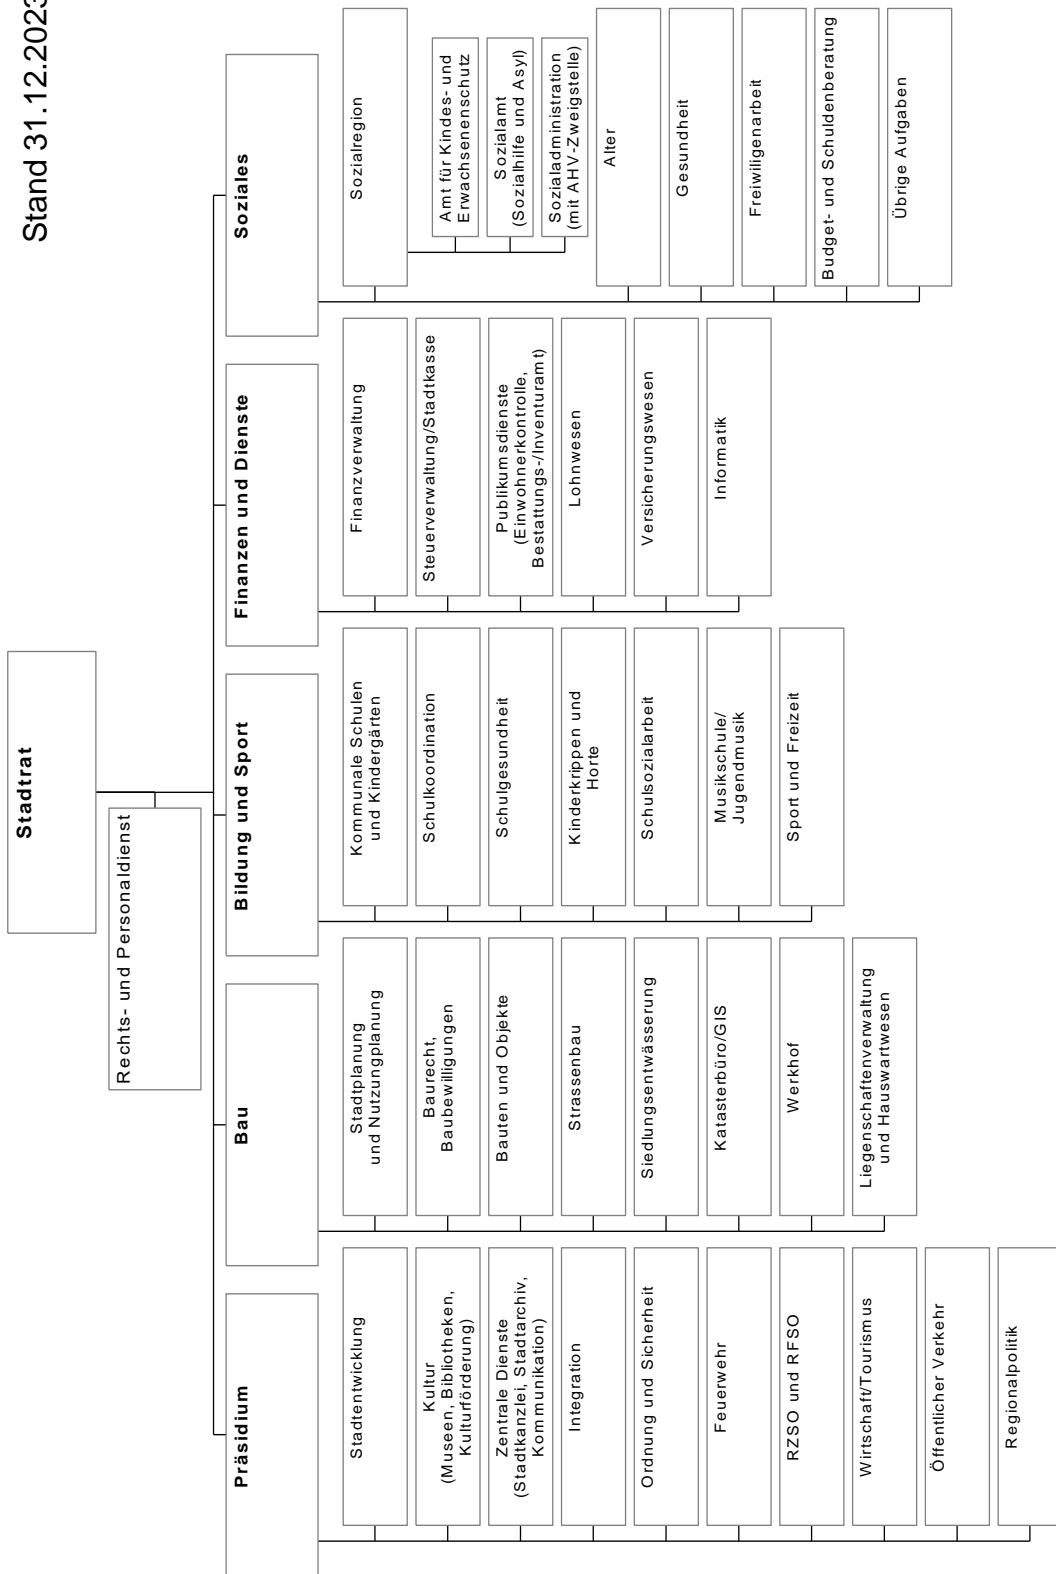 Stand 31.12.2023
Stadtrat
Rechts- und Personaldienst
Präsidium
Stadtentwicklung
Kultur
(Museen, Bibliotheken,
Kulturförderung)
Zentrale Dienste
(Stadtkanzlei, Stadtarchiv,
Kommunikation)
Integration
Ordnung und Sicherheit
Feuerwehr
RZSO und RFSO
Wirtschaft/Tourismus
Öffentlicher Verkehr
Regionalpolitik
Bau
Stadtplanung
und Nutzungplanung
Baurecht,
Baubewilligungen
Bauten und Objekte
Strassenbau
Siedlungsentwässerung
Katasterbüro/GIS
Werkhof
Liegenschaftenverwaltung
und Hauswartwesen
Bildung und Sport
Kommunale Schulen
und Kindergärten
Schulkoordination
Schulgesundheit
Kinderkrippen und
Horte
Schulsozialarbeit
Musikschule/
Jugendmusik
Sport und Freizeit
Finanzen und Dienste
Finanzverwaltung
Steuerverwaltung/Stadtkasse
Publikumsdienste
(Einwohnerkontrolle,
Bestattungs-/Inventuramt)
Lohnwesen
Versicherungswesen
Informatik
Soziales
Sozialregion
Amt für Kindes- und
Erwachsenenschutz
Sozialamt
(Sozialhilfe und Asyl)
Sozialadministration
(mit AHV-Zweigstelle)
Alter
Gesundheit
Freiwiligenarbeit
Budget- und Schuldenberatung
Übrige Aufgaben